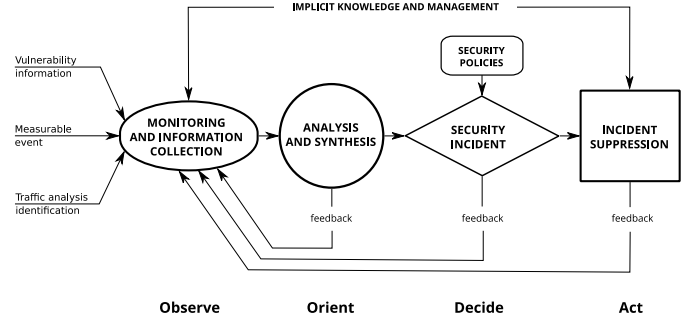 IMPLICIT KNOWLEDGE AND MANAGEMENT
Vulnerability
information
Measurable
event
Traffic analysis
identification
MONITORING
AND INFORMATION
COLLECTION
ANALYSIS
AND SYNTHESIS
SECURITY
POLICIES
SECURITY
INCIDENT
INCIDENT
SUPPRESSION
feedback
feedback
feedback
Observe
Orient
Decide
Act